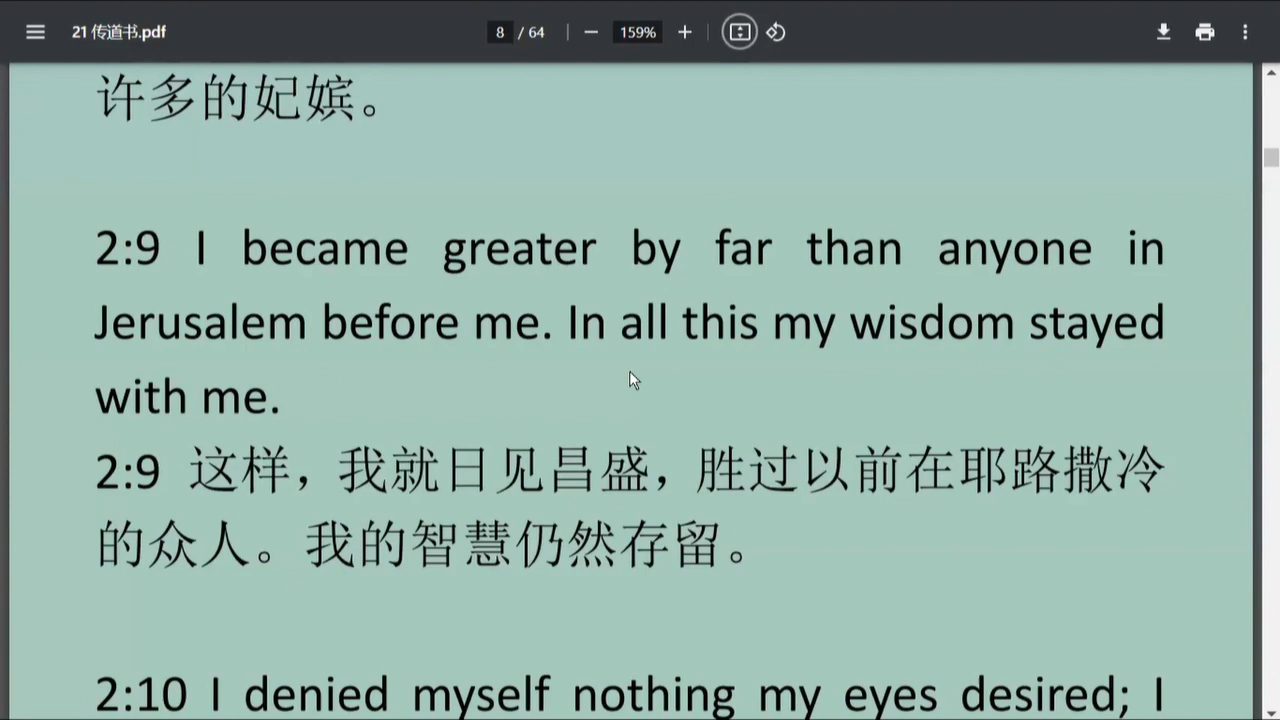 21 传道书.pdf
8 / 64
159%
许多的妃嫔。
2:9 I became greater by far than anyone in
Jerusalem before me. In all this my wisdom stayed
with me.
2:9 这样，我就日见昌盛，胜过以前在耶路撒冷
的众人。我的智慧仍然存留。
2:10 I denied myself nothing my eyes desired; I